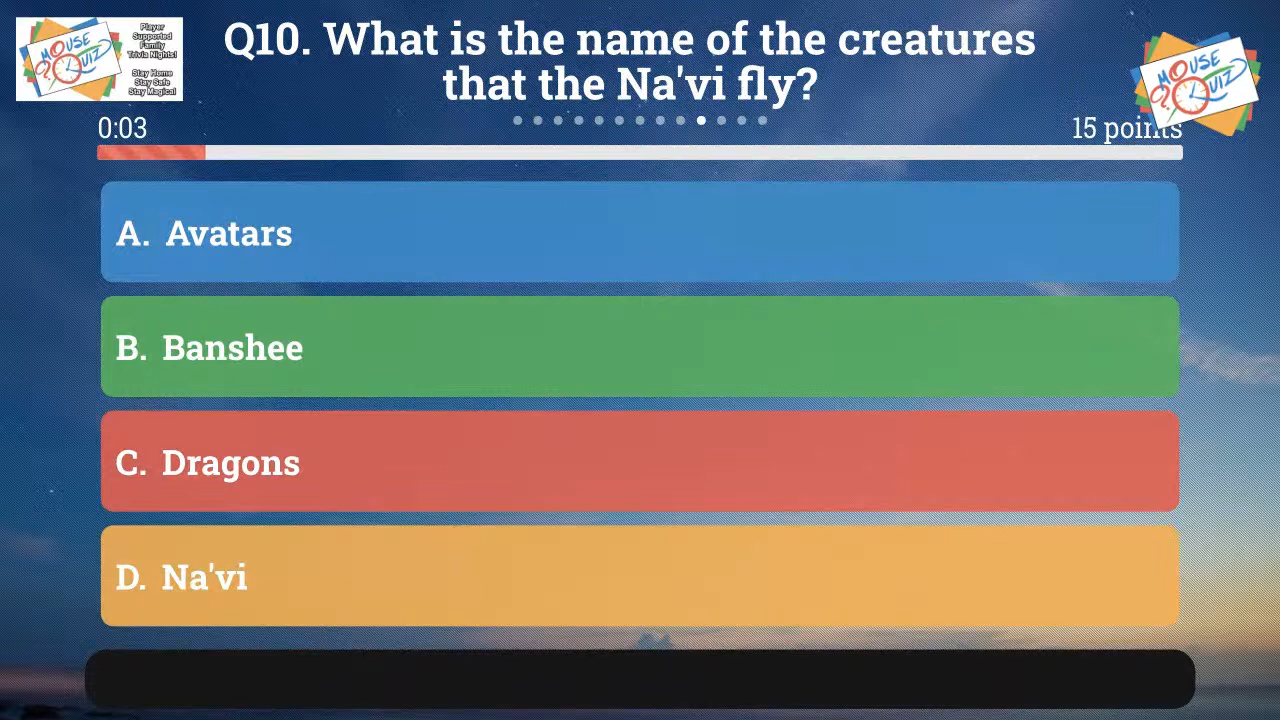 MOUSE
QUIZ
Player
Supported
Family
Trivia Nights!
Stay Home
Stay Safe
Stay Magical
Q10. What is the name of the creatures
that the Na'vi fly?
MOUSE
QUIZ
0:03
15 points
A. Avatars
B. Banshee
C. Dragons
D. Na'vi